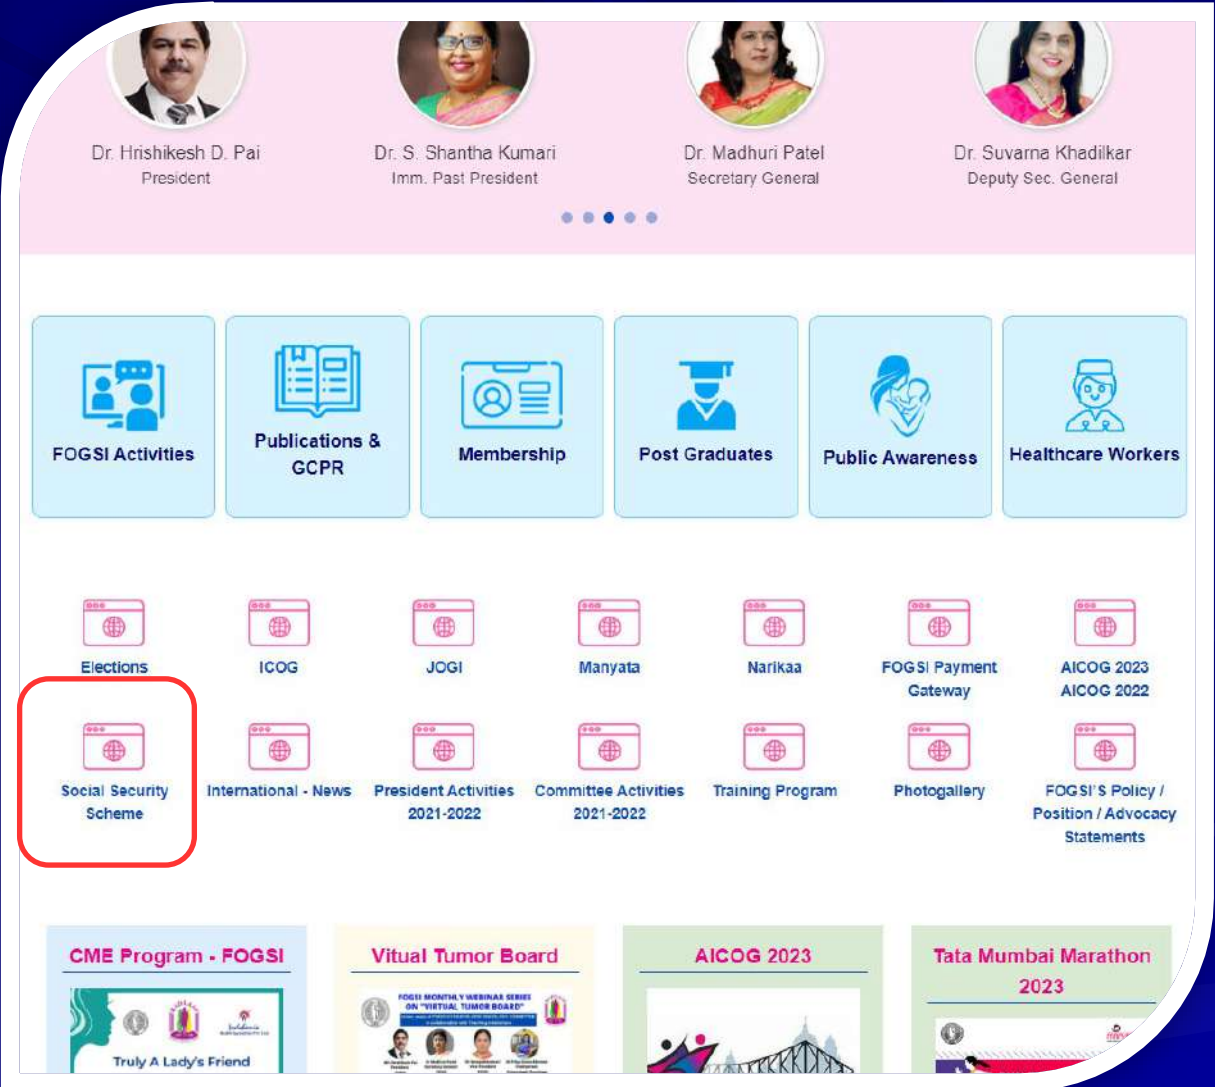 Dr. Hrishikesh D. Pai
President
Dr. S. Shantha Kumari
Imm. Past President
Dr. Madhuri Patel
Secretary General
Dr. Suvarna Khadilkar
Deputy Sec. General
FOGSI Activities
Publications &
GCPR
Membership
Post Graduates
Public Awareness
Healthcare Workers
Elections
ICOG
JOGI
Manyata
Narikaa
FOGSI Payment
Gateway
AICOG 2023
AICOG 2022
Social Security
Scheme
International - News
President Activities
2021-2022
Committee Activities
2021-2022
Training Program
Photogallery
FOGSI'S Policy /
Position / Advocacy
Statements
CME Program - FOGSI
Truly A Lady's Friend
Vitual Tumor Board
FOGSI MONTHLY WEBINAR SERIES
ON "VIRTUAL TUMOR BOARD"
AICOG 2023
Tata Mumbai Marathon
2023